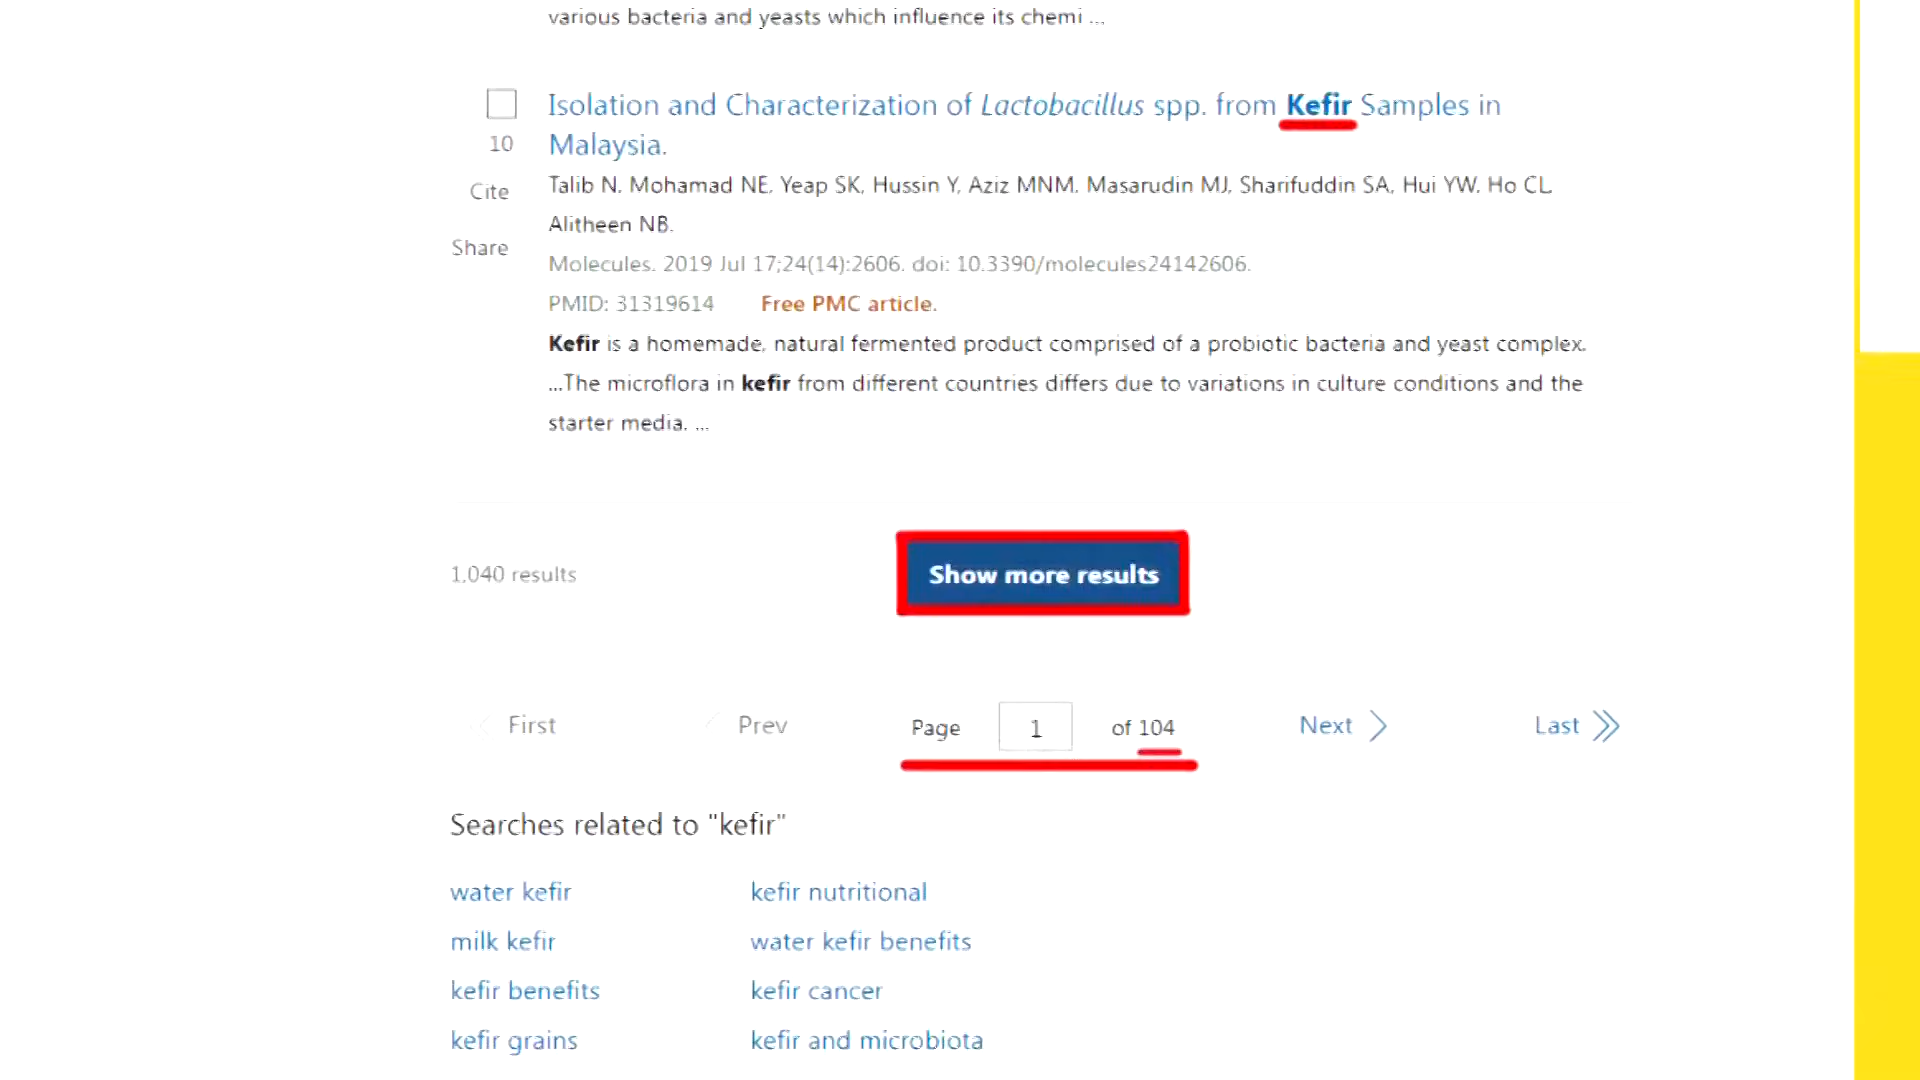 various bacteria and yeasts which influence its chemi ...
Isolation and Characterization of Lactobacillus spp. from Kefir Samples in
Malaysia.
10
Cite
Share
Talib N, Mohamad NE, Yeap SK, Hussin Y, Aziz MNM, Masarudin MJ, Sharifuddin SA, Hui YW, Ho CL,
Alitheen NB.
Molecules. 2019 Jul 17;24(14):2606. doi: 10.3390/molecules24142606.
PMID: 31319614 Free PMC article.
Kefir is a homemade, natural fermented product comprised of a probiotic bacteria and yeast complex.
...The microflora in kefir from different countries differs due to variations in culture conditions and the
starter media. ...
1,040 results
Show more results
First Prev Page 1 of 104 Next Last
Searches related to "kefir"
water kefir
milk kefir
kefir benefits
kefir grains
kefir nutritional
water kefir benefits
kefir cancer
kefir and microbiota